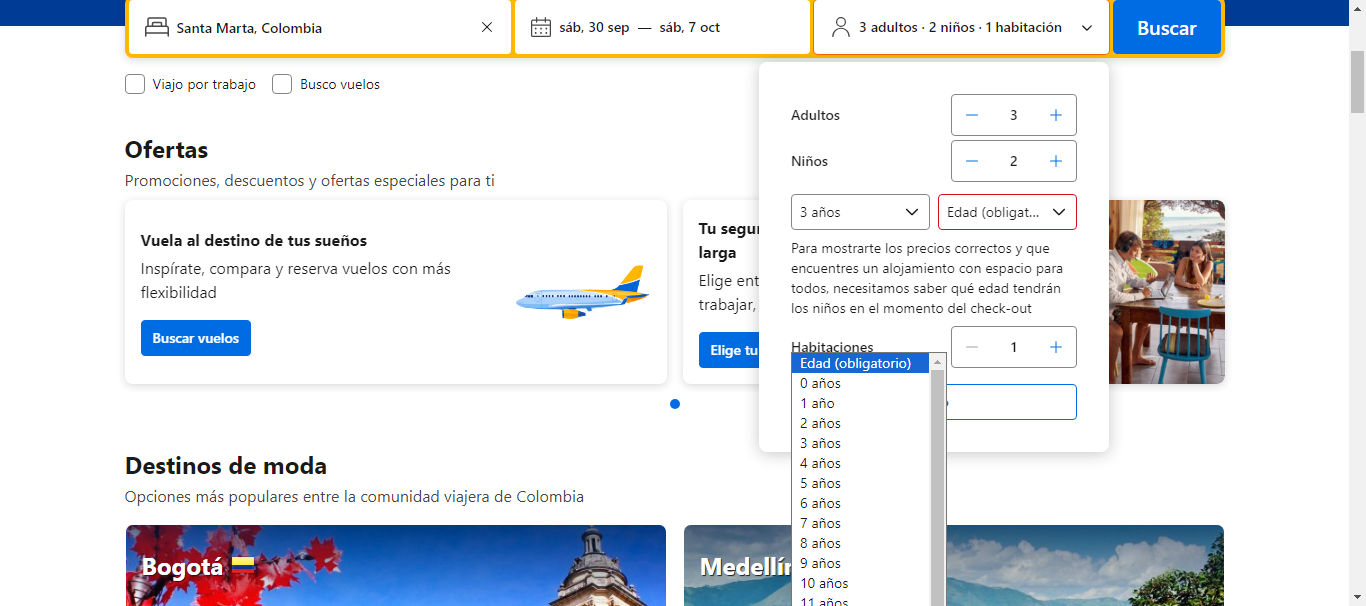 Santa Marta, Colombia
sáb, 30 sep — sáb, 7 oct
3 adultos · 2 niños · 1 habitación
Buscar
Viajo por trabajo
Busco vuelos
Adultos
3
Niños
2
3 años
Edad (obligat...
Para mostrarte los precios correctos y que
encuentres un alojamiento con espacio para
todos, necesitamos saber qué edad tendrán
los niños en el momento del check-out
Habitaciones
1
Edad (obligatorio)
0 años
1 año
2 años
3 años
4 años
5 años
6 años
7 años
8 años
9 años
10 años
11 años
Ofertas
Promociones, descuentos y ofertas especiales para ti
Vuela al destino de tus sueños
Inspírate, compara y reserva vuelos con más
flexibilidad
Buscar vuelos
Tu segu
larga
Elige ent
trabajar,
Elige tu
Destinos de moda
Opciones más populares entre la comunidad viajera de Colombia
Bogotá
Medellín